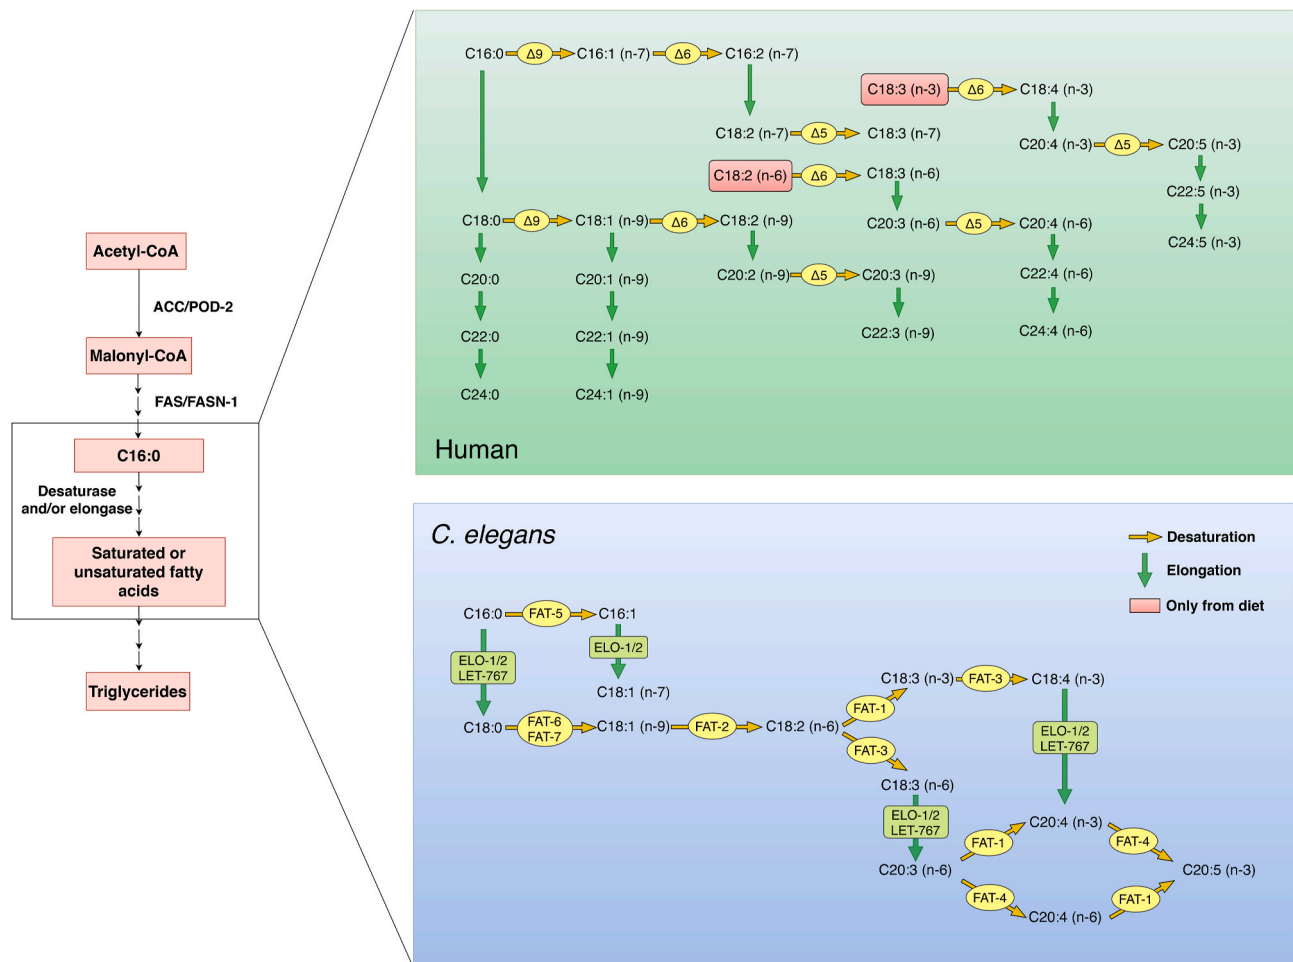 Acetyl-CoA
ACC/POD-2
Malonyl-CoA
FAS/FASN-1
C16:0
Desaturase
and/or elongase
Saturated or
unsaturated fatty
acids
Triglycerides
C16:0 Δ9 C16:1 (n-7) Δ6 C16:2 (n-7)
C18:3 (n-3) Δ6 C18:4 (n-3)
C18:2 (n-7) Δ5 C18:3 (n-7)
C20:4 (n-3) Δ5 C20:5 (n-3)
C18:2 (n-6) Δ6 C18:3 (n-6)
C22:5 (n-3)
C18:0 Δ9 C18:1 (n-9) Δ6 C18:2 (n-9)
C20:3 (n-6) Δ5 C20:4 (n-6)
C24:5 (n-3)
C20:0 C20:1 (n-9) C20:2 (n-9) Δ5 C20:3 (n-9) C22:4 (n-6)
C22:0 C22:1 (n-9) C22:3 (n-9) C24:4 (n-6)
C24:0 C24:1 (n-9)
Human
C. elegans
Desaturation
Elongation
Only from diet
C16:0 FAT-5 C16:1
ELO-1/2
LET-767
ELO-1/2
C18:1 (n-7)
C18:3 (n-3) FAT-3 C18:4 (n-3)
FAT-1
C18:0 FAT-6
FAT-7
C18:1 (n-9) FAT-2 C18:2 (n-6)
FAT-3
ELO-1/2
LET-767
C18:3 (n-6)
ELO-1/2
LET-767
C20:4 (n-3)
FAT-1
FAT-4
C20:3 (n-6)
C20:5 (n-3)
FAT-4
FAT-1
C20:4 (n-6)